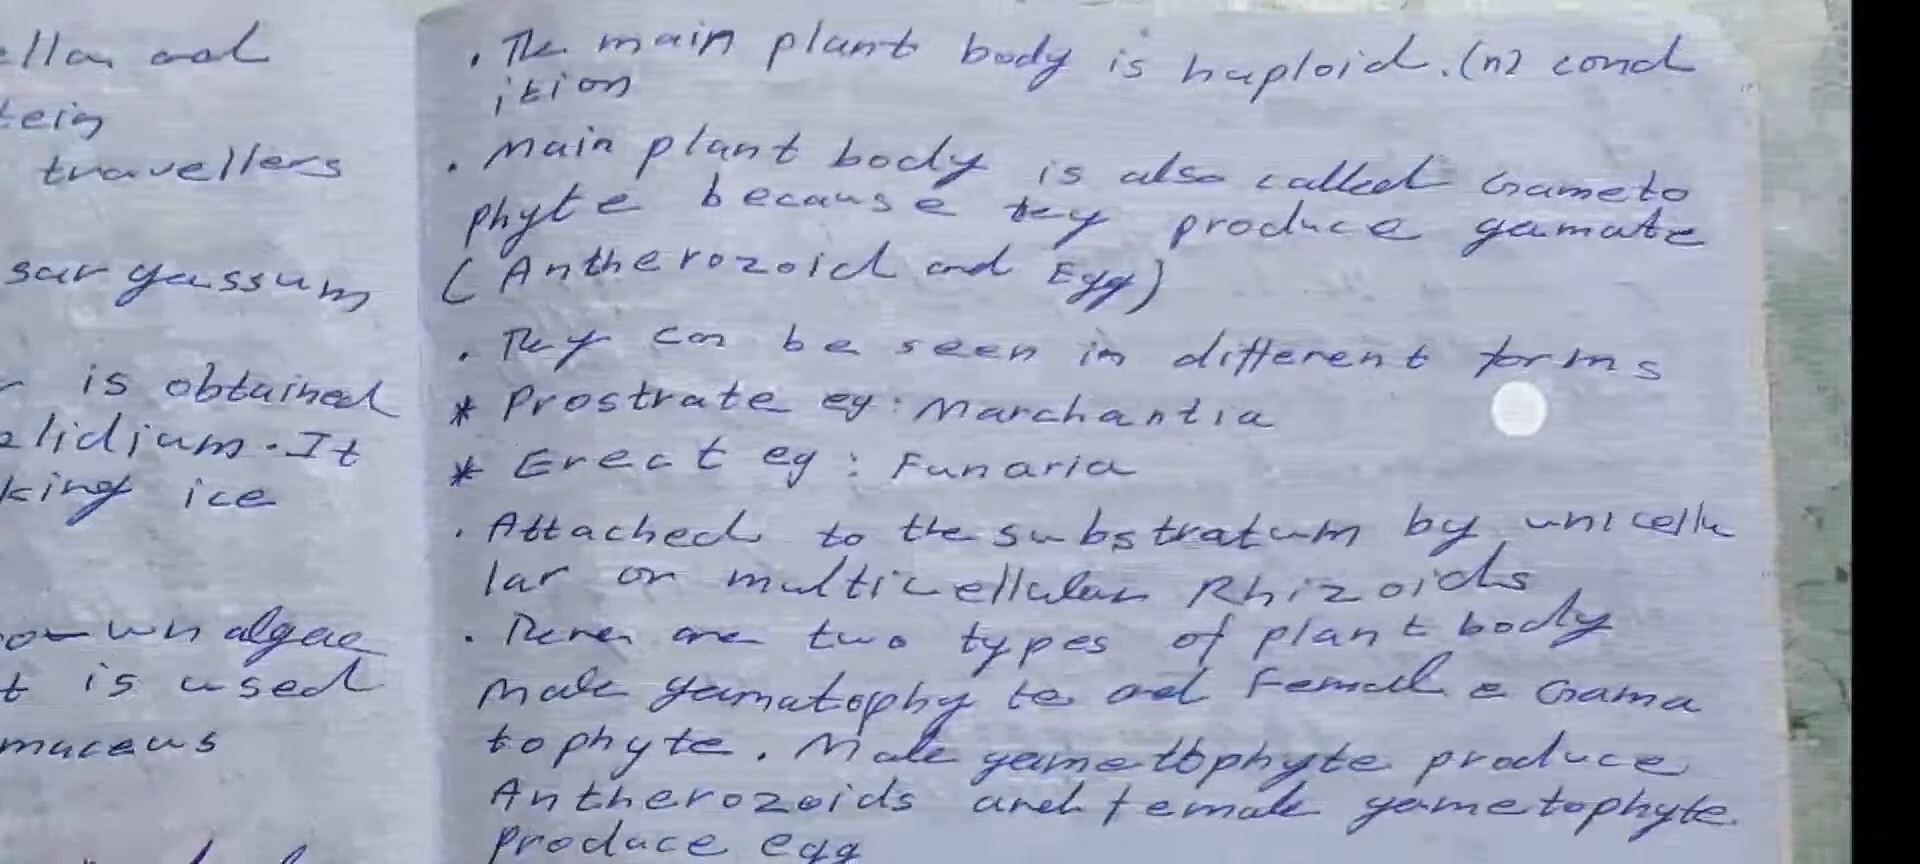 ella, and
tein
travellers
sargassum
r is obtained
lidium. It
king ice
own algae
t is used
maceus
. The main plant body is haploid. (n) cond
ition
. Main plant body is also called Gameto
phyte because tey produce gamate
(Antherozoid and Egg)
. They can be seen in different forms
* Prostrate eg: Marchantia
* Erect eg: Funaria
. Attached to the substratum by unicellu
lar or multicellular Rhizoids
. There are two types of plant body
Male gamatophyte and Female Gama
tophyte. Male gametophyte produce
Antherozoids and female gametophyte
produce egg